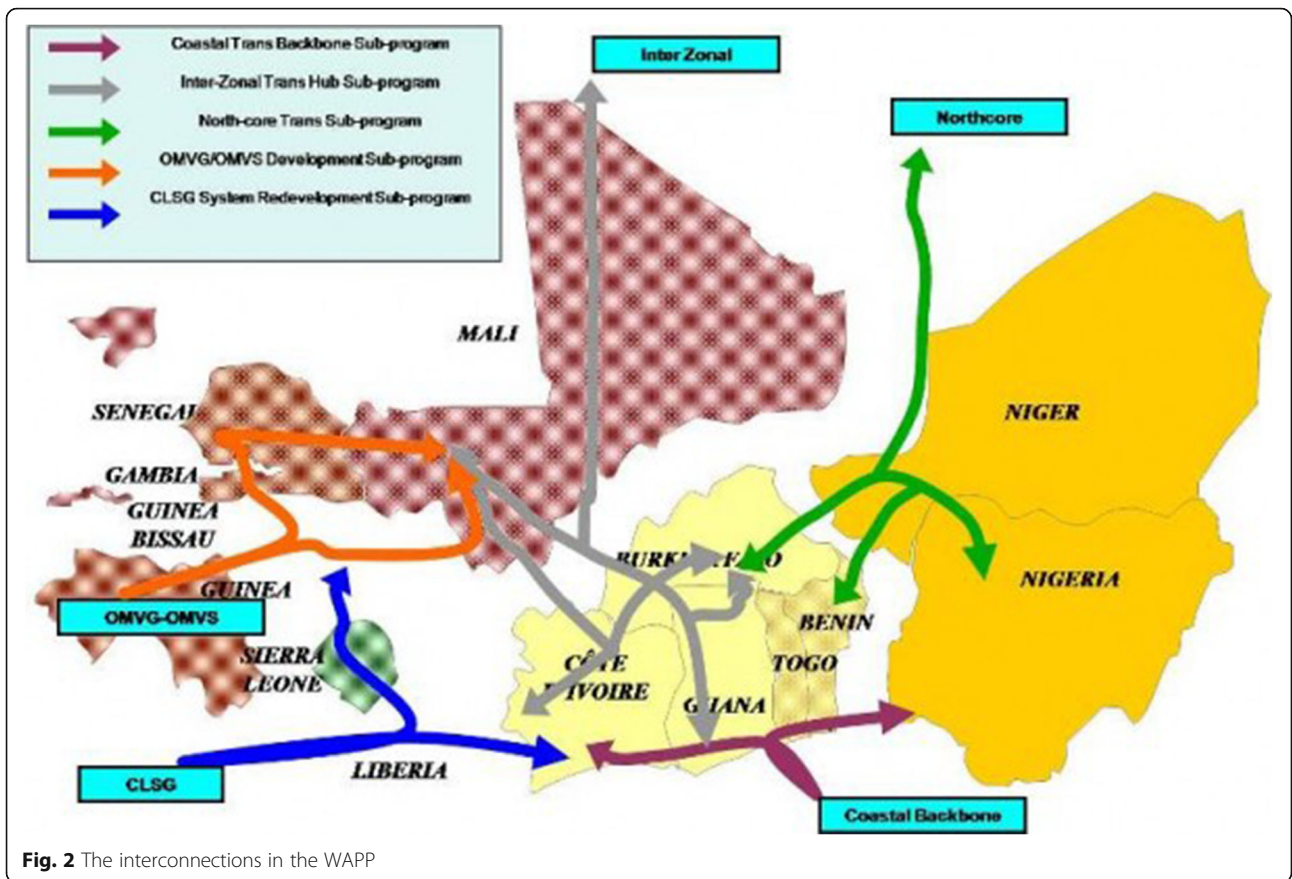 Coastal Trans Backbone Sub-program
Inter-Zonal Trans Hub Sub-program
North-core Trans Sub-program
OMVG/OMVS Development Sub-program
CLSG System Redevelopment Sub-program
Inter Zonal
Northcore
MALI
SENEGAL
NIGER
GAMBIA
GUINEA
BISSAU
GUINEA
OMVG-OMVS
NIGERIA
BENIN
SIERRA
LEONE
CÔTE
TOGO
GHANA
LIBERIA
CLSG
Coastal Backbone
Fig. 2 The interconnections in the WAPP